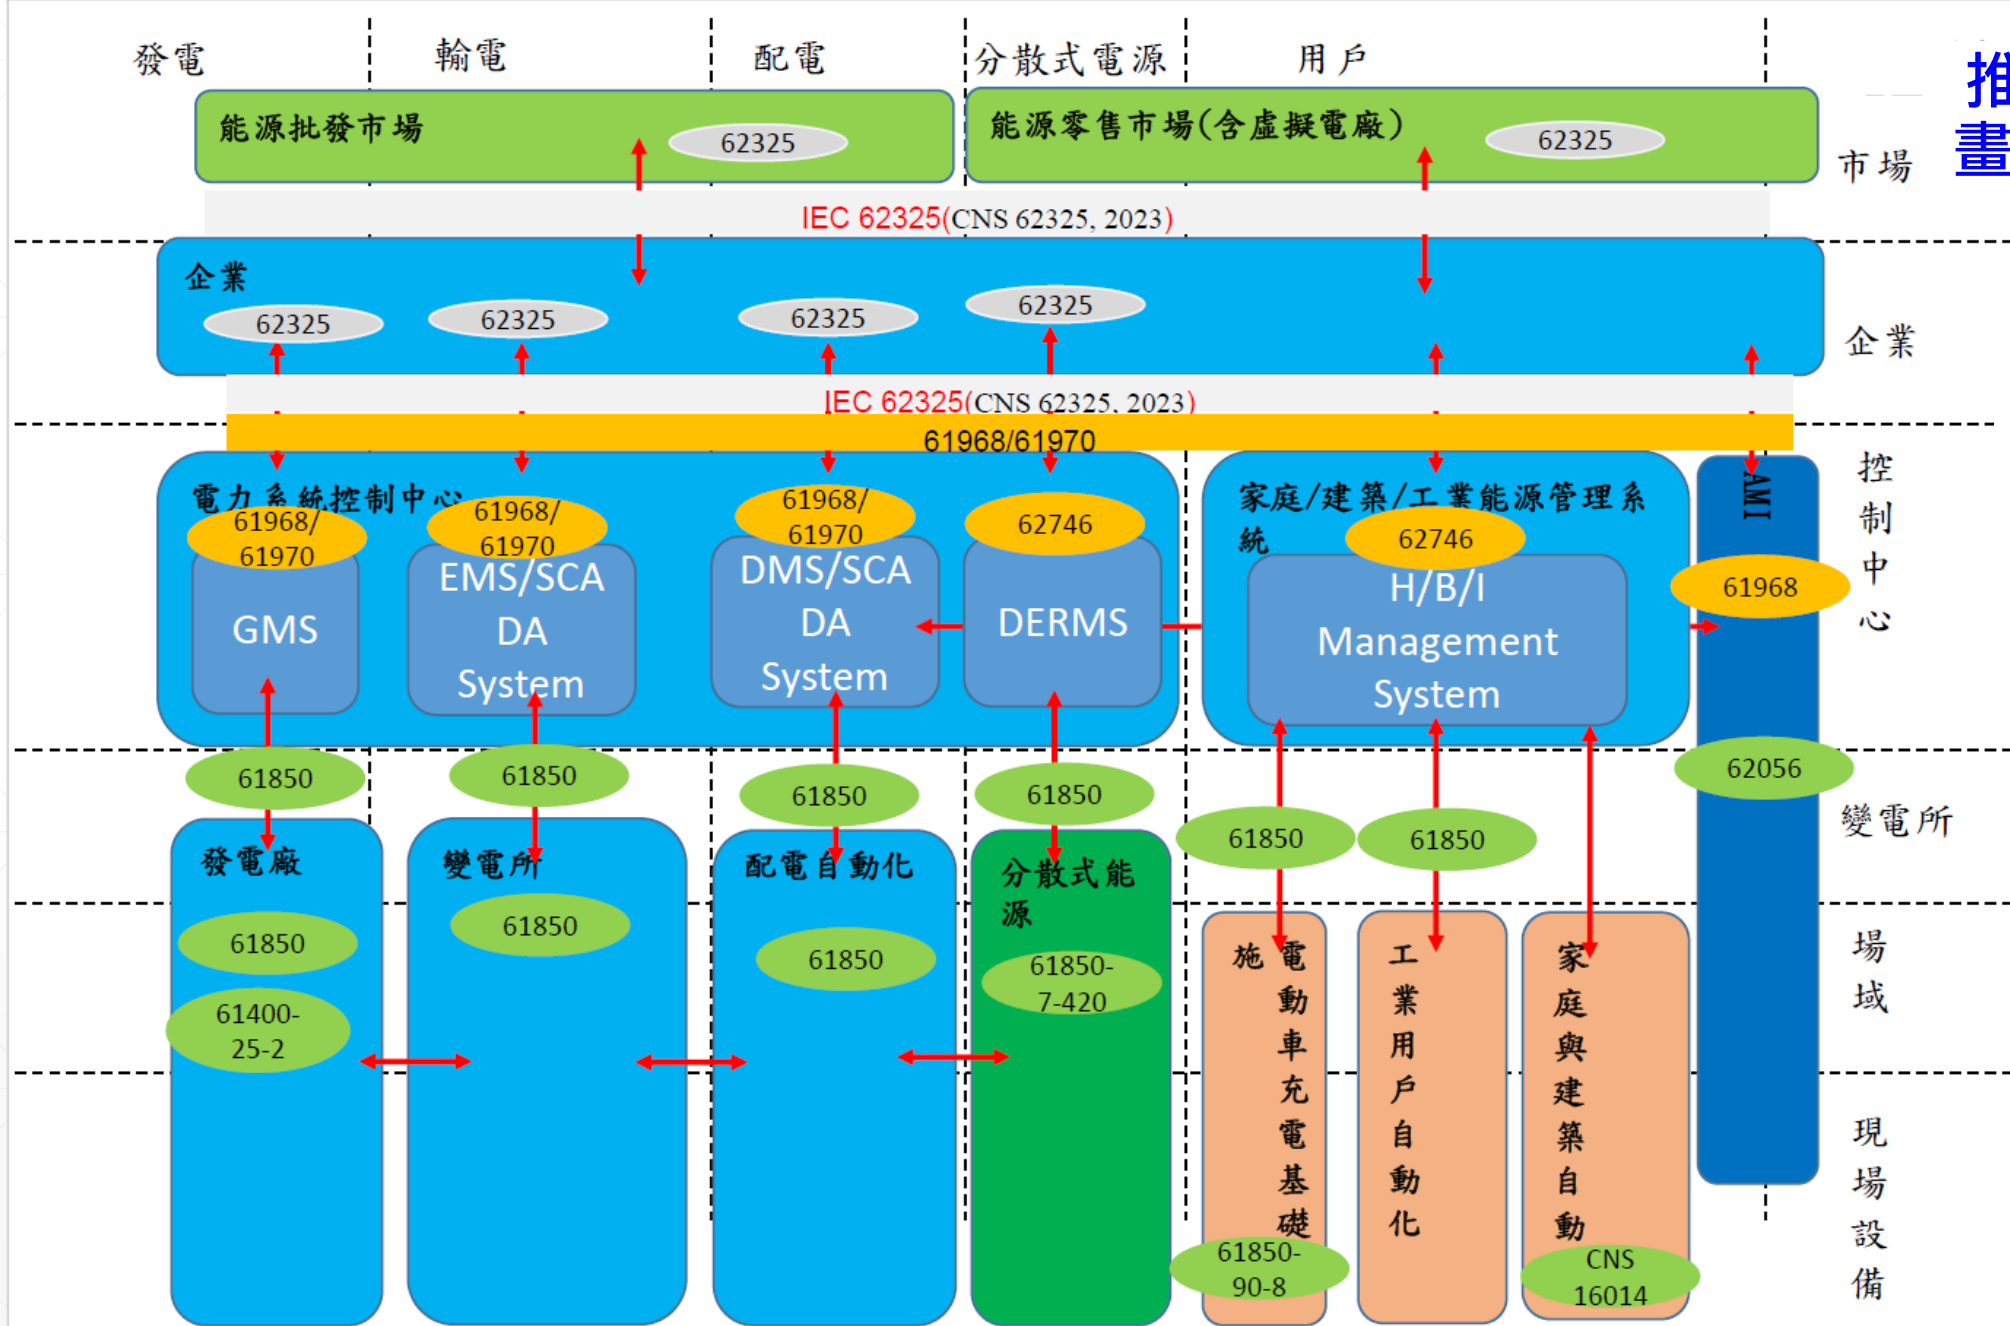 發電
輸電
配電
分散式電源
用戶
推
畫
能源批發市場
62325
能源零售市場(含虛擬電廠)
62325
市場
IEC 62325(CNS 62325, 2023)
企業
62325
62325
62325
62325
企業
IEC 62325(CNS 62325, 2023)
61968/61970
電力系統控制中心
61968/
61970
GMS
61968/
61970
EMS/SCA
DA
System
61968/
61970
DMS/SCA
DA
System
62746
DERMS
家庭/建築/工業能源管理系
統
62746
H/B/I
Management
System
AMI
61968
62056
控制中心
61850
61850
61850
61850
61850
61850
變電所
發電廠
61850
61400-
25-2
變電所
61850
配電自動化
61850
分散式能
源
61850-
7-420
電動車充電基礎
施
61850-
90-8
工業用戶自動化
家庭與建築自動
CNS
16014
場域
現場設備